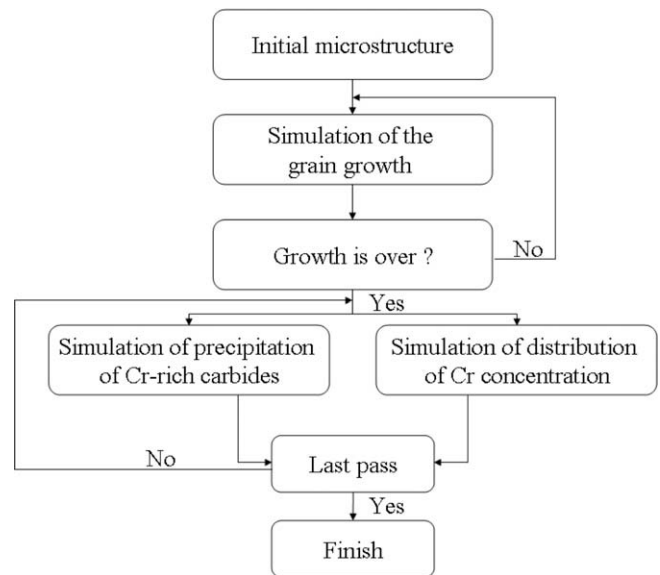 Initial microstructure
Simulation of the
grain growth
Growth is over ?
No
Yes
Simulation of precipitation
of Cr-rich carbides
Simulation of distribution
of Cr concentration
No
Last pass
Yes
Finish